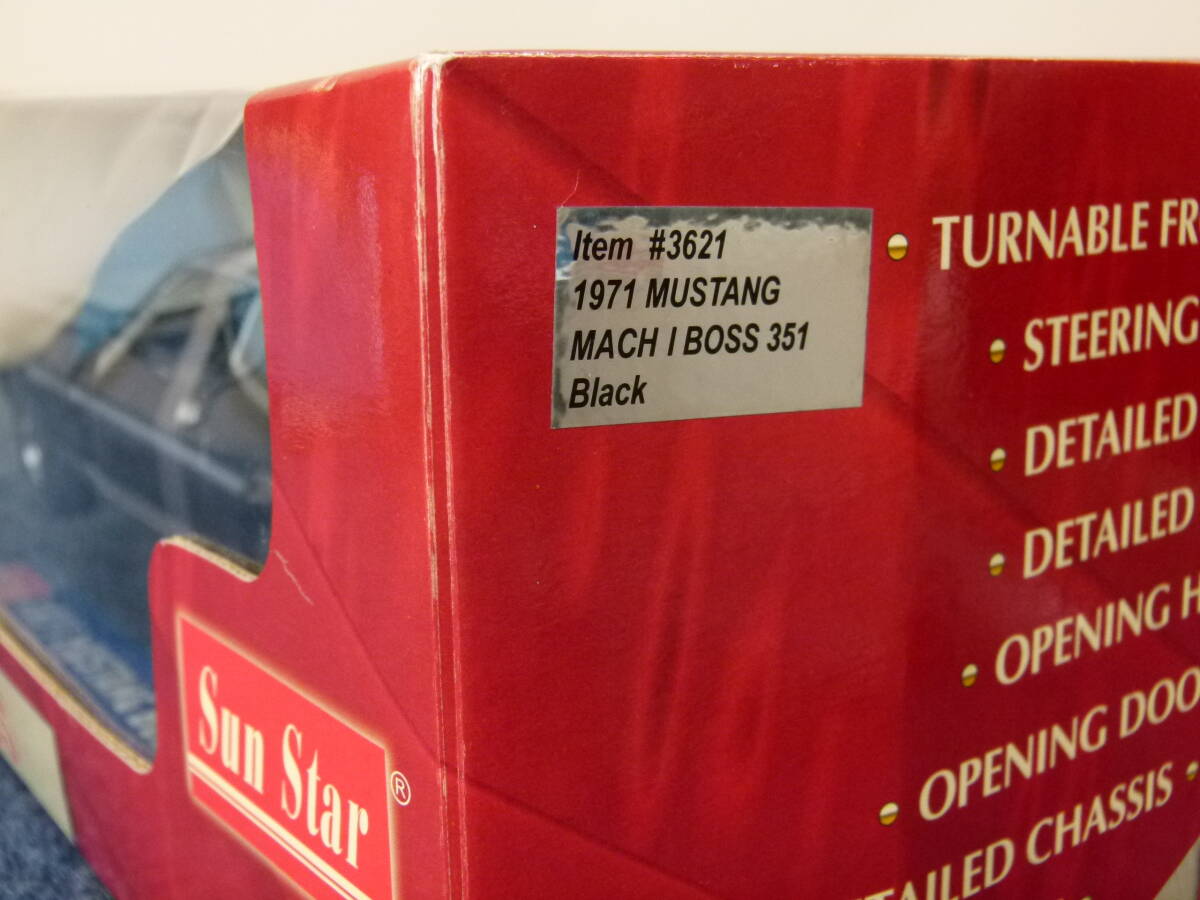 Item #3621
1971 MUSTANG
MACH I BOSS 351
Black
TURNABLE FR
STEERING
DETAILED
DETAILED
OPENING H
OPENING DOO
TAILED CHASSIS
Sun Star
®